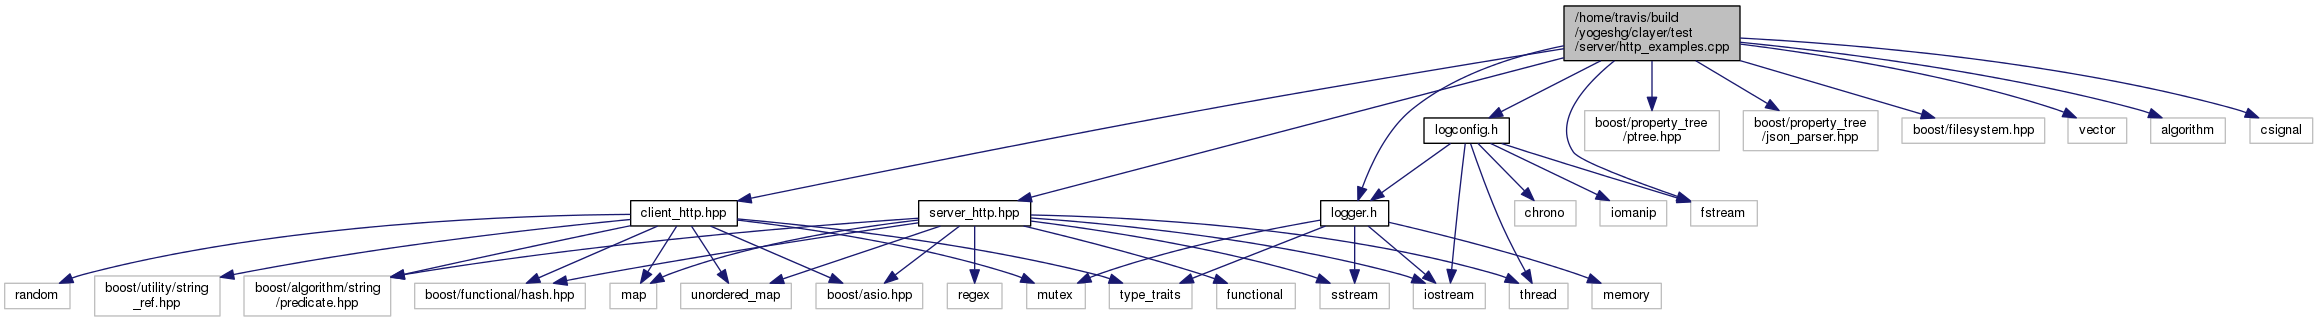 /home/travis/build
/yogeshg/clayer/test
/server/http_examples.cpp
logconfig.h
boost/property_tree
/ptree.hpp
boost/property_tree
/json_parser.hpp
boost/filesystem.hpp
vector
algorithm
csignal
client_http.hpp
server_http.hpp
logger.h
chrono
iomanip
fstream
random
boost/utility/string
_ref.hpp
boost/algorithm/string
/predicate.hpp
boost/functional/hash.hpp
map
unordered_map
boost/asio.hpp
regex
mutex
type_traits
functional
sstream
iostream
thread
memory